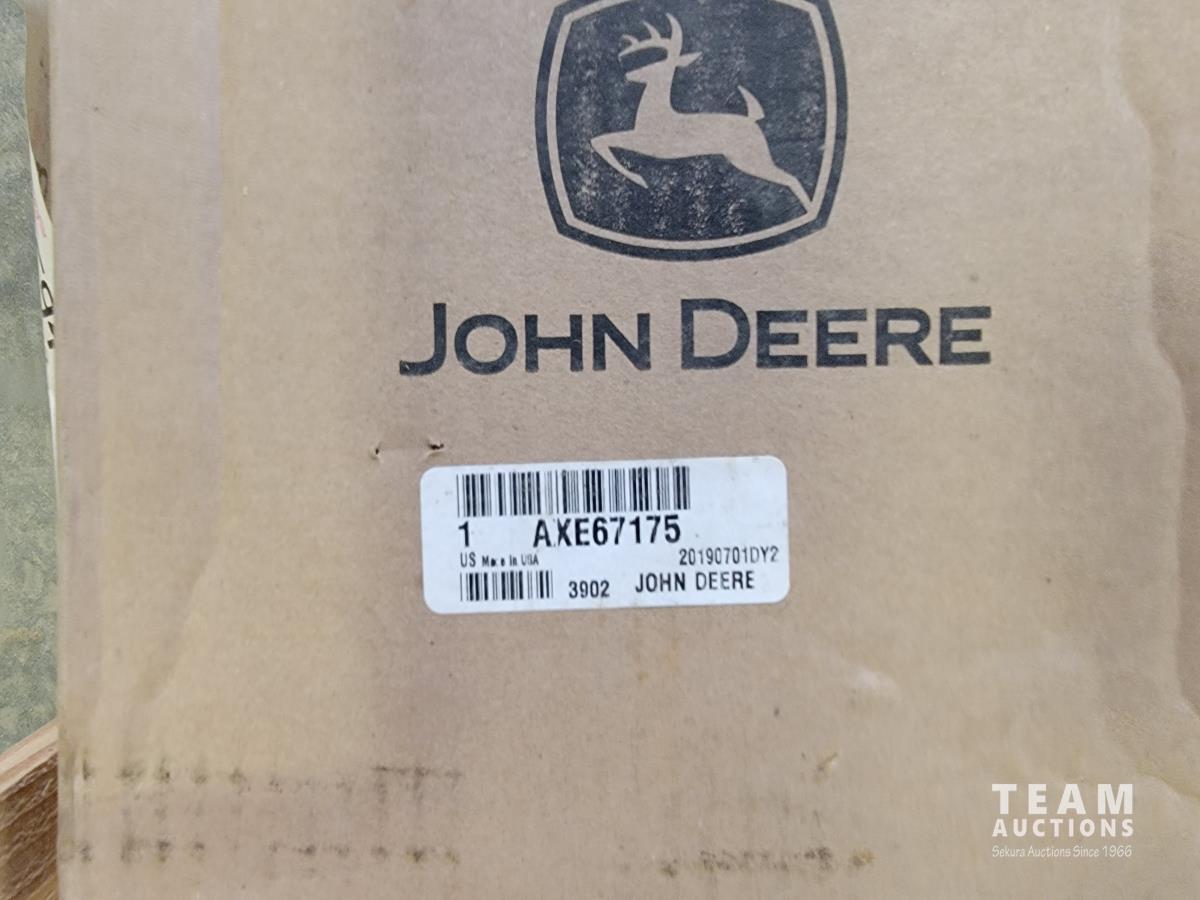 JOHN DEERE
1 AXE67175
US Made In USA 20190701DY2
3902 JOHN DEERE
TEAM
AUCTIONS
Sekura Auctions Since 1966